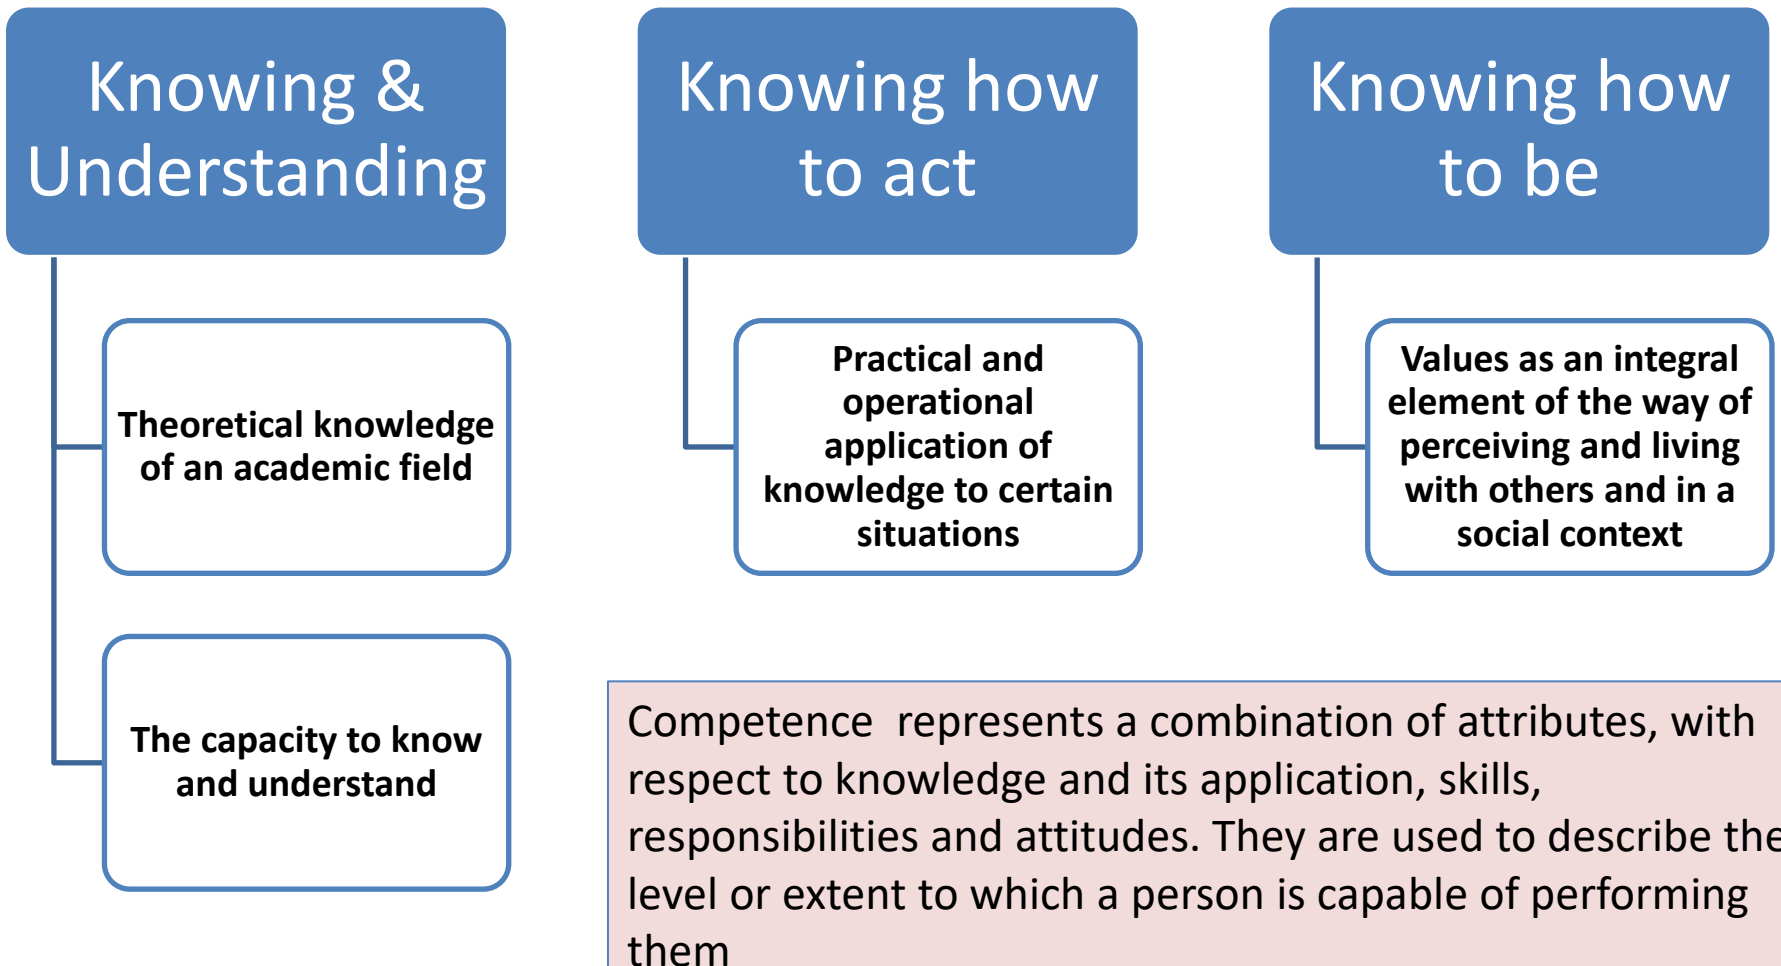 Knowing &
Understanding
Theoretical knowledge
of an academic field
The capacity to know
and understand
Knowing how
to act
Practical and
operational
application of
knowledge to certain
situations
Knowing how
to be
Values as an integral
element of the way of
perceiving and living
with others and in a
social context
Competence  represents a combination of attributes, with
respect to knowledge and its application, skills,
responsibilities and attitudes. They are used to describe the
level or extent to which a person is capable of performing
them